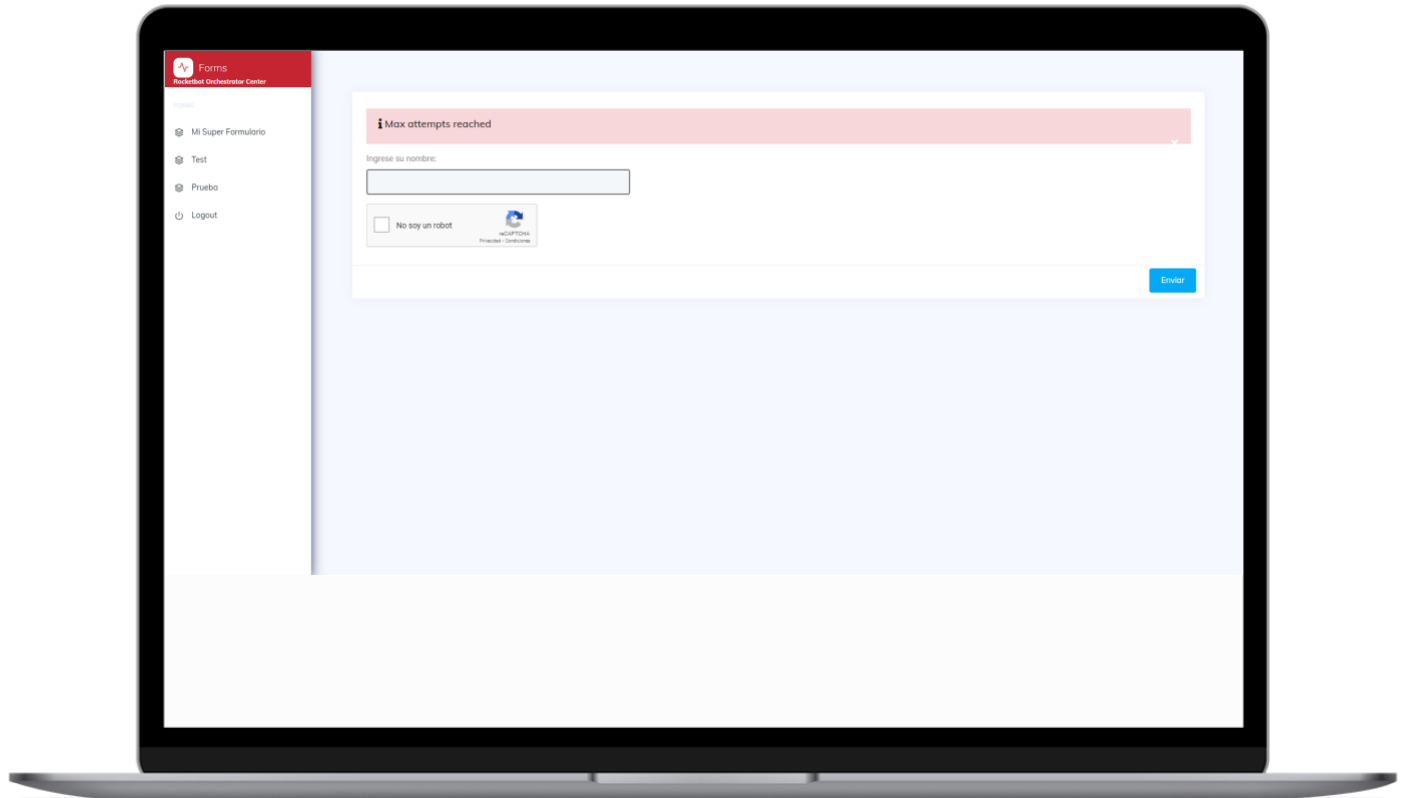 Forms
Rocketbot Orchestrator Center
FORMS
Mi Super Formulario
Test
Prueba
Logout
Max attempts reached
Ingrese su nombre:
No soy un robot
reCAPTCHA
Privacidad - Condiciones
Enviar